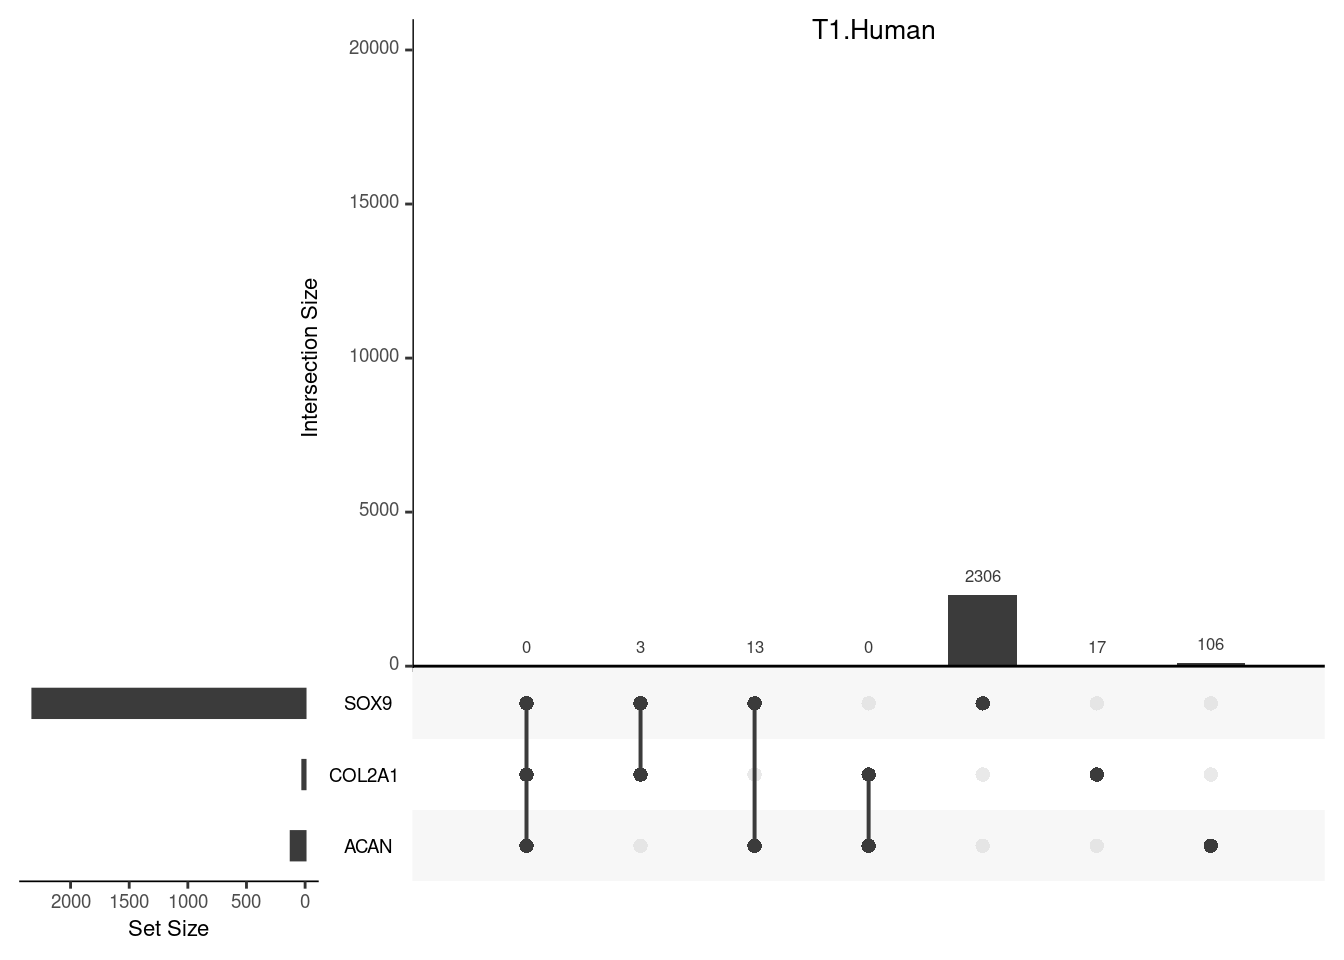 T1.Human
20000
15000
10000
5000
0
Intersection Size
0 3 13 0 2306 17 106
SOX9
COL2A1
ACAN
2000 1500 1000 500 0
Set Size